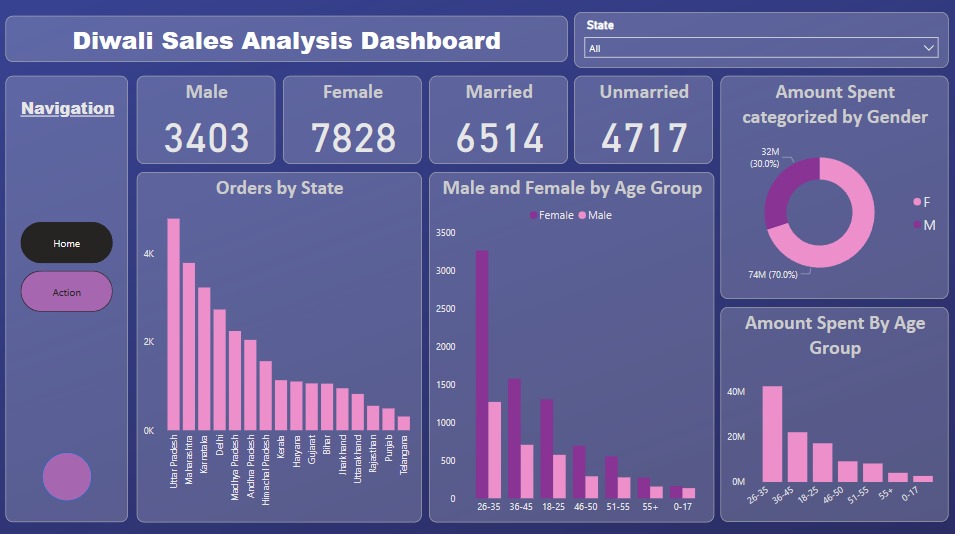 Diwali Sales Analysis Dashboard
State
All
Navigation
Home
Action
Male
3403
Female
7828
Married
6514
Unmarried
4717
Orders by State
4K
2K
0K
Uttar Pradesh
Maharashtra
Karnataka
Delhi
Madhya Pradesh
Andhra Pradesh
Himachal Pradesh
Kerala
Haryana
Gujarat
Bihar
Jharkhand
Uttarakhand
Rajasthan
Punjab
Telangana
Male and Female by Age Group
Female Male
3500
3000
2500
2000
1500
1000
500
0
26-35 36-45 18-25 46-50 51-55 55+ 0-17
Amount Spent
categorized by Gender
32M
(30.0%)
F
M
74M (70.0%)
Amount Spent By Age
Group
40M
20M
0M
26-35
36-45
18-25
46-50
51-55
55+
0-17